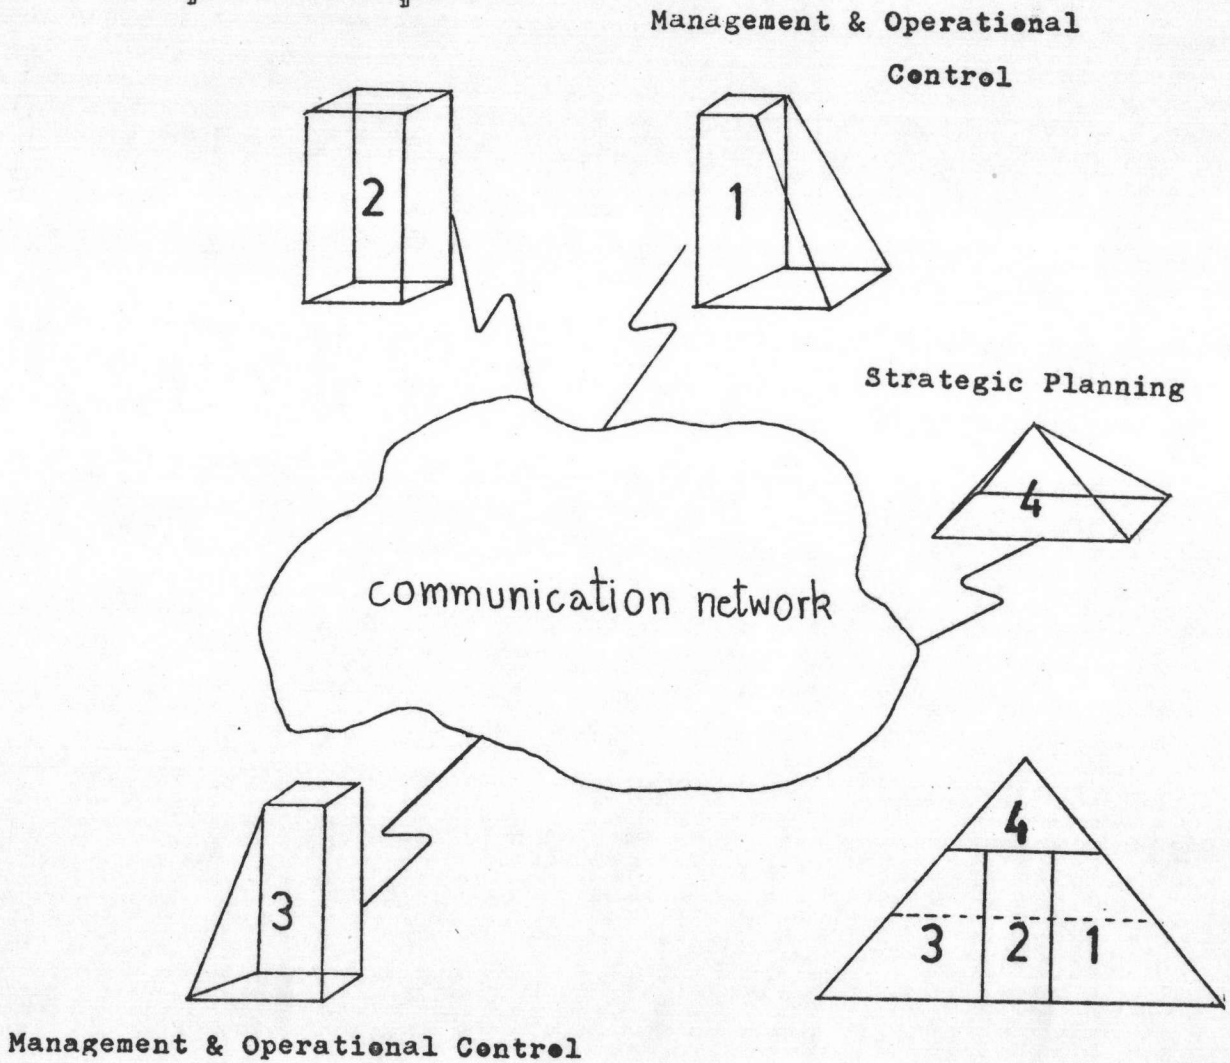 Management & Operational
Control
2
1
Strategic Planning
4
communication network
4
3
3 2 1
Management & Operational Control